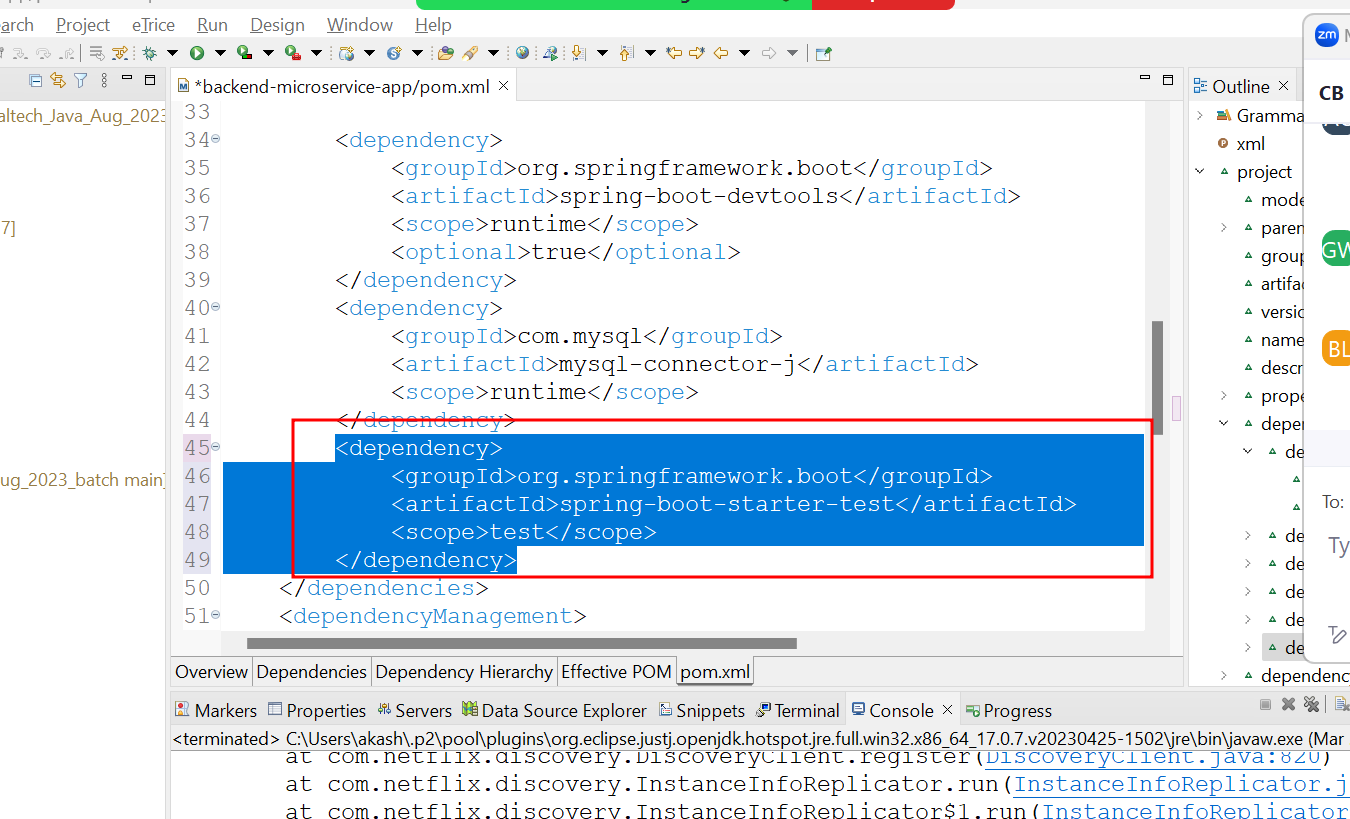 Project eTrice Run Design Window Help
*backend-microservice-app/pom.xml
Outline
zm
CB
33
34 <dependency>
35 <groupId>org.springframework.boot</groupId>
36 <artifactId>spring-boot-devtools</artifactId>
37 <scope>runtime</scope>
38 <optional>true</optional>
39 </dependency>
40 <dependency>
41 <groupId>com.mysql</groupId>
42 <artifactId>mysql-connector-j</artifactId>
43 <scope>runtime</scope>
44 </dependency>
45 <dependency>
46 <groupId>org.springframework.boot</groupId>
47 <artifactId>spring-boot-starter-test</artifactId>
48 <scope>test</scope>
49 </dependency>
50 </dependencies>
51 <dependencyManagement>
altech_Java_Aug_2023
7]
ug_2023_batch main]
Gramma
xml
project
mode
paren
group
artifa
versio
name
descr
prope
depe
de
de
de
de
de
de
dependenc
GW
BL
To:
Ty
Overview Dependencies Dependency Hierarchy Effective POM pom.xml
Markers Properties Servers Data Source Explorer Snippets Terminal Console Progress
<terminated> C:\Users\akash\.p2\pool\plugins\org.eclipse.justj.openjdk.hotspot.jre.full.win32.x86_64_17.0.7.v20230425-1502\jre\bin\javaw.exe (Mar
at com.netflix.discovery.DiscoveryClient.register(DiscoveryClient.java:820)
at com.netflix.discovery.InstanceInfoReplicator.run(InstanceInfoReplicator.j
at com.netflix.discovery.InstanceInfoReplicator$1.run(InstanceInfoReplicator